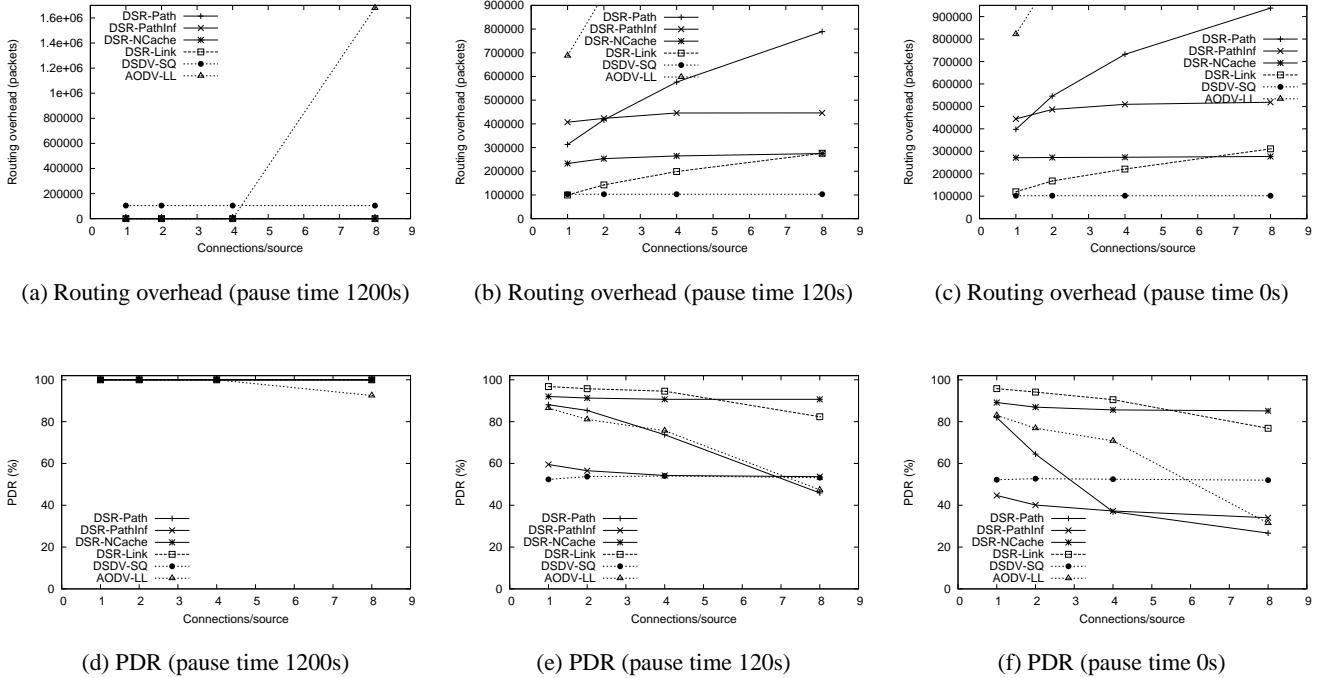 Routing overhead (packets)
1.6e+06
1.4e+06
1.2e+06
1e+06
800000
600000
400000
200000
0
DSR-Path
DSR-PathInf
DSR-NCache
DSR-Link
DSDV-SQ
AODV-LL
0 1 2 3 4 5 6 7 8 9
Connections/source
(a) Routing overhead (pause time 1200s)
Routing overhead (packets)
900000
800000
700000
600000
500000
400000
300000
200000
100000
0
DSR-Path
DSR-PathInf
DSR-NCache
DSR-Link
DSDV-SQ
AODV-LL
0 1 2 3 4 5 6 7 8 9
Connections/source
(b) Routing overhead (pause time 120s)
Routing overhead (packets)
900000
800000
700000
600000
500000
400000
300000
200000
100000
0
DSR-Path
DSR-PathInf
DSR-NCache
DSR-Link
DSDV-SQ
AODV-LL
0 1 2 3 4 5 6 7 8 9
Connections/source
(c) Routing overhead (pause time 0s)
PDR (%)
100
80
60
40
20
0
DSR-Path
DSR-PathInf
DSR-NCache
DSR-Link
DSDV-SQ
AODV-LL
0 1 2 3 4 5 6 7 8 9
Connections/source
(d) PDR (pause time 1200s)
PDR (%)
100
80
60
40
20
0
DSR-Path
DSR-PathInf
DSR-NCache
DSR-Link
DSDV-SQ
AODV-LL
0 1 2 3 4 5 6 7 8 9
Connections/source
(e) PDR (pause time 120s)
PDR (%)
100
80
60
40
20
0
DSR-Path
DSR-PathInf
DSR-NCache
DSR-Link
DSDV-SQ
AODV-LL
0 1 2 3 4 5 6 7 8 9
Connections/source
(f) PDR (pause time 0s)